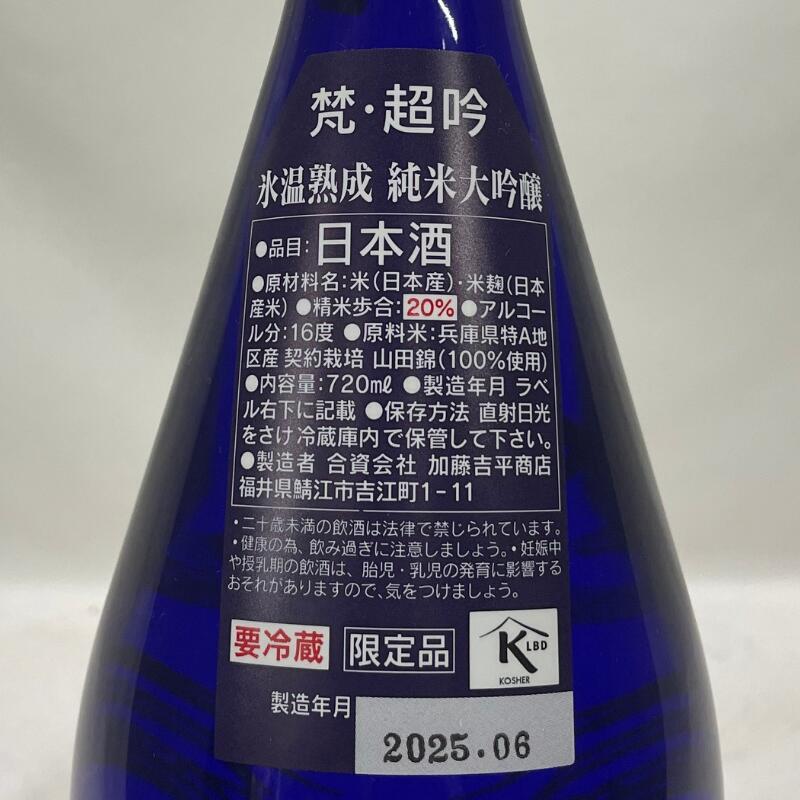 梵・超吟
氷温熟成 純米大吟醸
●品目：日本酒
●原材料名：米（日本産）・米麹（日本
産米）●精米歩合：20% ●アルコー
ル分：16度 ●原料米：兵庫県特A地
区産 契約栽培 山田錦（100%使用）
●内容量：720㎖ ●製造年月 ラベ
ル右下に記載 ●保存方法 直射日光
をさけ冷蔵庫内で保管して下さい。
●製造者 合資会社 加藤吉平商店
福井県鯖江市吉江町1-11
・二十歳未満の飲酒は法律で禁じられています。
・健康の為、飲み過ぎに注意しましょう。・妊娠中
や授乳期の飲酒は、胎児・乳児の発育に影響する
おそれがありますので、気をつけましょう。
要冷蔵 限定品 K LBD
KOSHER
製造年月 2025.06